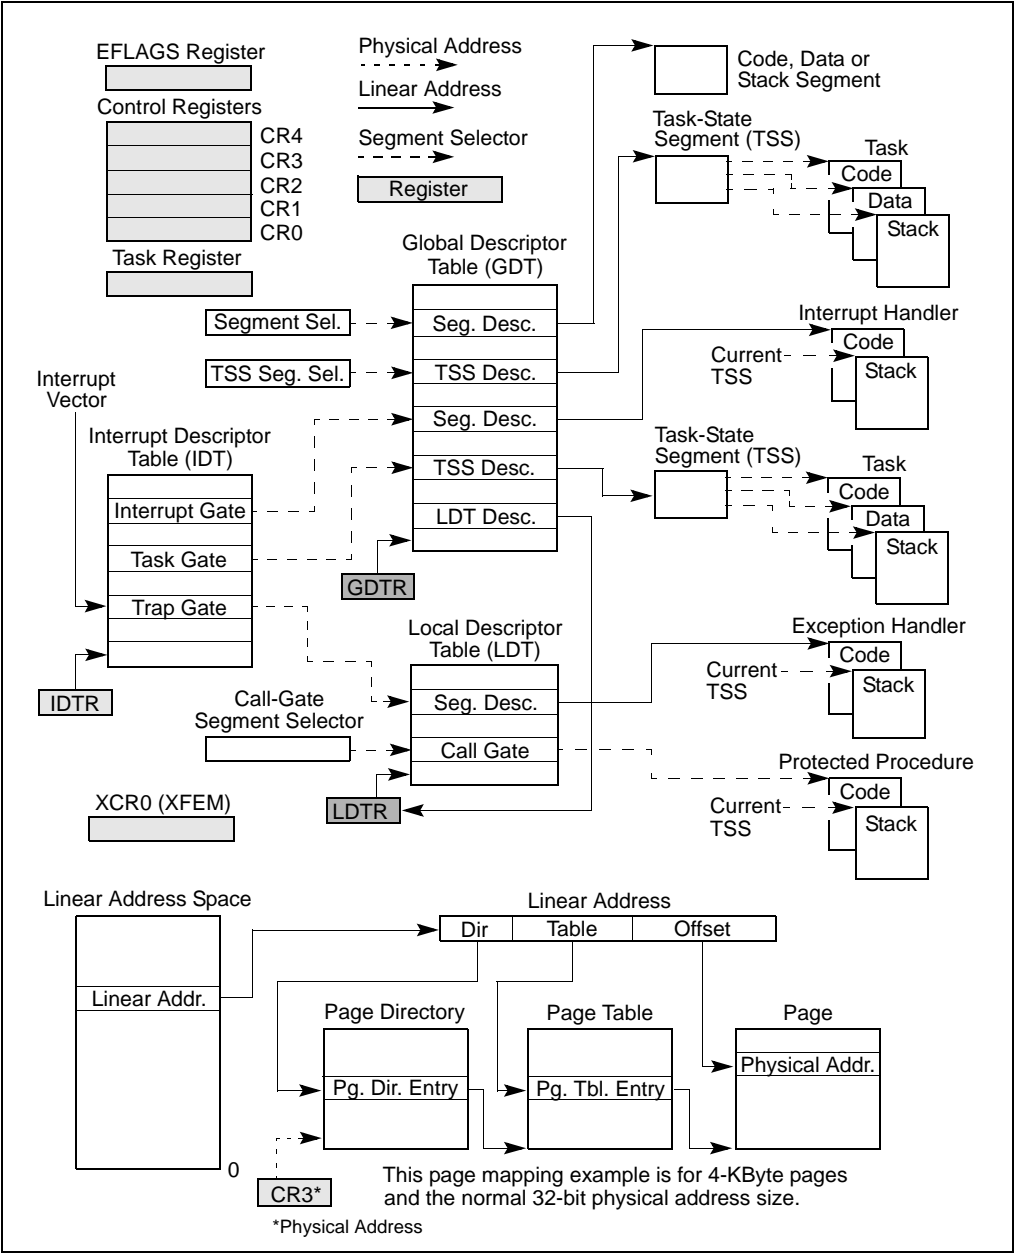 EFLAGS Register
Control Registers
CR4
CR3
CR2
CR1
CR0
Task Register
Physical Address
Linear Address
Segment Selector
Register
Code, Data or
Stack Segment
Task-State
Segment (TSS)
Task
Code
Data
Stack
Global Descriptor
Table (GDT)
Segment Sel.
Seg. Desc.
TSS Seg. Sel.
TSS Desc.
Seg. Desc.
TSS Desc.
LDT Desc.
GDTR
Interrupt Handler
Code
Current
TSS
Stack
Interrupt
Vector
Interrupt Descriptor
Table (IDT)
Interrupt Gate
Task Gate
Trap Gate
IDTR
Task-State
Segment (TSS)
Task
Code
Data
Stack
Local Descriptor
Table (LDT)
Seg. Desc.
Call-Gate
Segment Selector
Call Gate
LDTR
XCR0 (XFEM)
Exception Handler
Code
Current
TSS
Stack
Protected Procedure
Code
Current
TSS
Stack
Linear Address Space
Linear Addr.
0
Linear Address
Dir
Table
Offset
Page Directory
Pg. Dir. Entry
Page Table
Pg. Tbl. Entry
Page
Physical Addr.
CR3*
*Physical Address
This page mapping example is for 4-KByte pages
and the normal 32-bit physical address size.